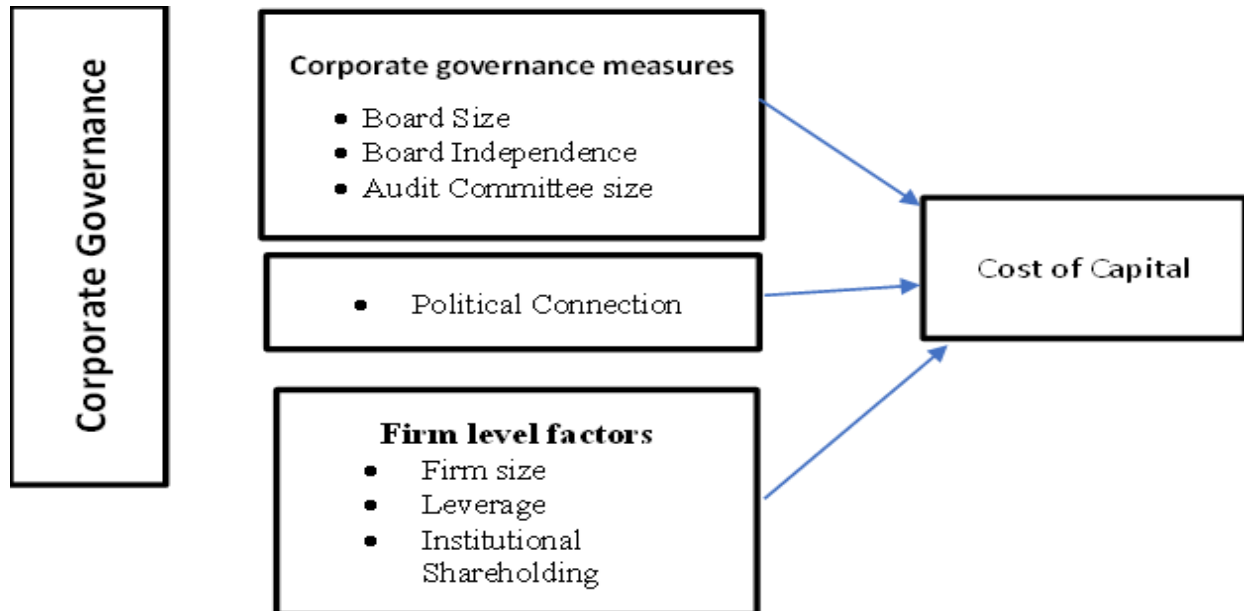 Corporate Governance
Corporate governance measures
• Board Size
• Board Independence
• Audit Committee size
• Political Connection
Firm level factors
• Firm size
• Leverage
• Institutional
Shareholding
Cost of Capital